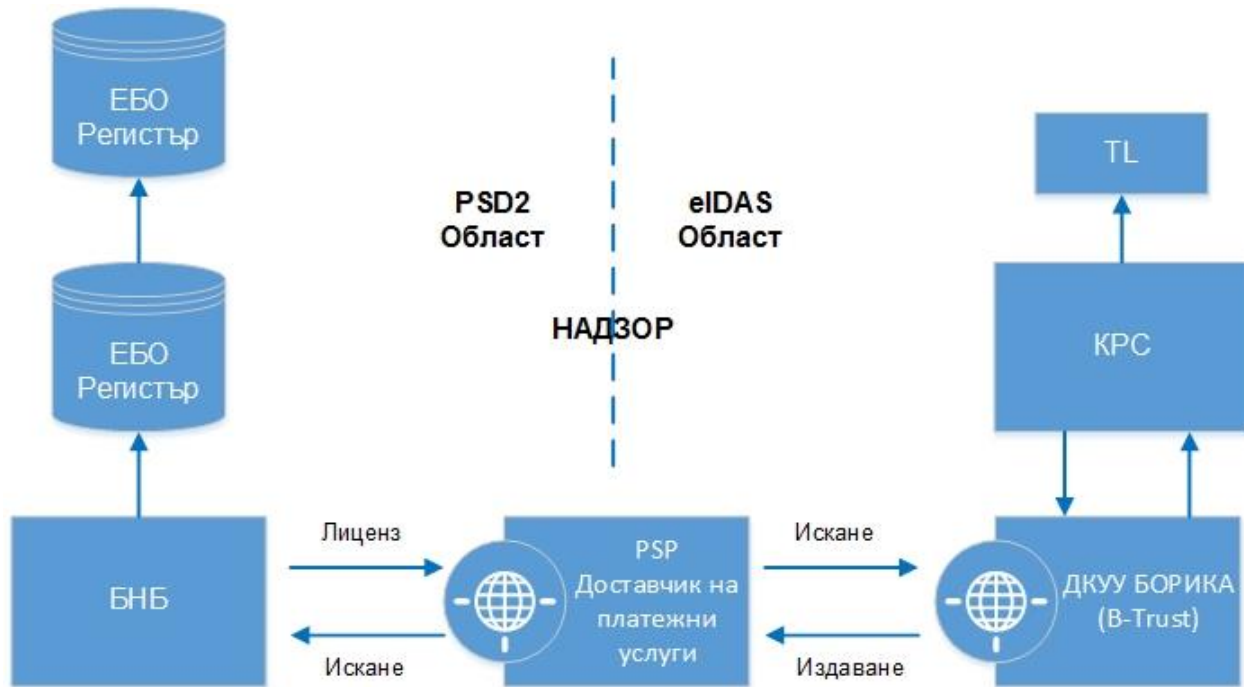 ЕБО
Регистър
TL
PSD2
Област
eIDAS
Област
ЕБО
Регистър
НАДЗОР
КРС
Лиценз
Искане
БНБ
PSP
Доставчик на
платежни
услуги
ДКУУ БОРИКА
(B-Trust)
Искане
Издаване